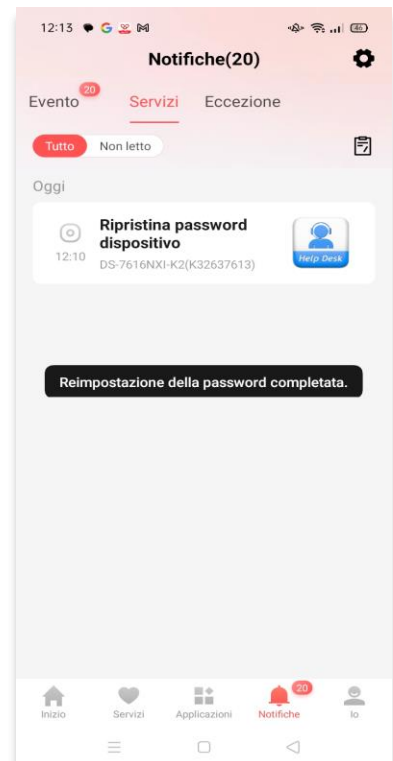 12:13
46
Notifiche(20)
20
Evento Servizi Eccezione
Tutto Non letto
Oggi
Ripristina password
dispositivo
12:10
DS-7616NXI-K2(K32637613)
Help Desk
Reimpostazione della password completata.
20
Inizio Servizi Applicazioni Notifiche Io